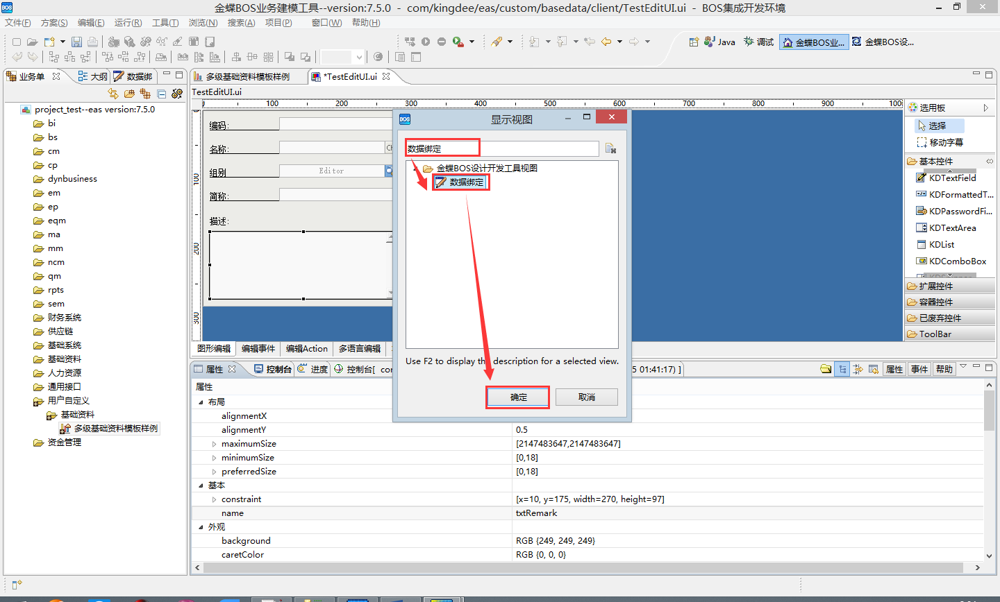 BOS 金蝶BOS业务建模工具--version:7.5.0 - com/kingdee/eas/custom/basedata/client/TestEditUI.ui - BOS集成开发环境
文件(F) 方案(S) 编辑(E) 运行(R) 工具(T) 浏览(N) 搜索(A) 项目(P) 窗口(W) 帮助(H)
Java 调试 金蝶BOS业... 金蝶BOS设...
业务单 大纲 数据绑
多级基础资料模板样例 *TestEditUI.ui
TestEditUI.ui
0 100 200 300 400 500 600 700 800 900 1000
100
200
300
project_test--eas version:7.5.0
bi
bs
cm
cp
dynbusiness
em
ep
eqm
ma
mm
ncm
qm
rpts
sem
财务系统
供应链
基础系统
基础资料
人力资源
通用接口
用户自定义
基础资料
多级基础资料模板样例
资金管理
编码:
名称:
组别 Editor
简称:
描述:
BOS 显示视图
数据绑定
金蝶BOS设计开发工具视图
数据绑定
Use F2 to display the description for a selected view.
确定 取消
选用板
选择
移动字幕
基本控件
KDTextField
KDFormattedT...
KDPasswordFi...
KDTextArea
KDList
KDComboBox
扩展控件
容器控件
已废弃控件
ToolBar
图形编辑 编辑事件 编辑Action 多语言编辑
属性 控制台 进度 控制台[ cor 5 01:41:17) ] 属性 事件 帮助
属性
布局
alignmentX
alignmentY 0.5
maximumSize [2147483647,2147483647]
minimumSize [0,18]
preferredSize [0,18]
基本
constraint [x=10, y=175, width=270, height=97]
name txtRemark
外观
background RGB {249, 249, 249}
caretColor RGB {0, 0, 0}